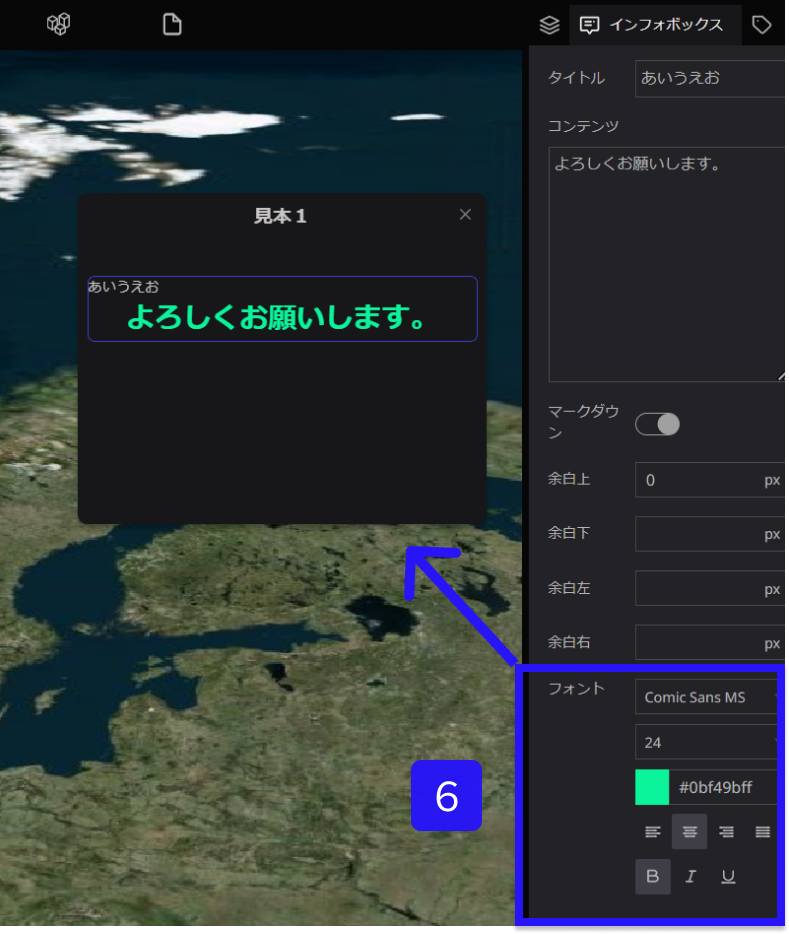 インフォボックス
タイトル
あいうえお
コンテンツ
よろしくお願いします。
見本1
あいうえお
よろしくお願いします。
マークダウ
ン
余白上
0
px
余白下
px
余白左
px
余白右
px
フォント
Comic Sans MS
24
#0bf49bff
B I U
6